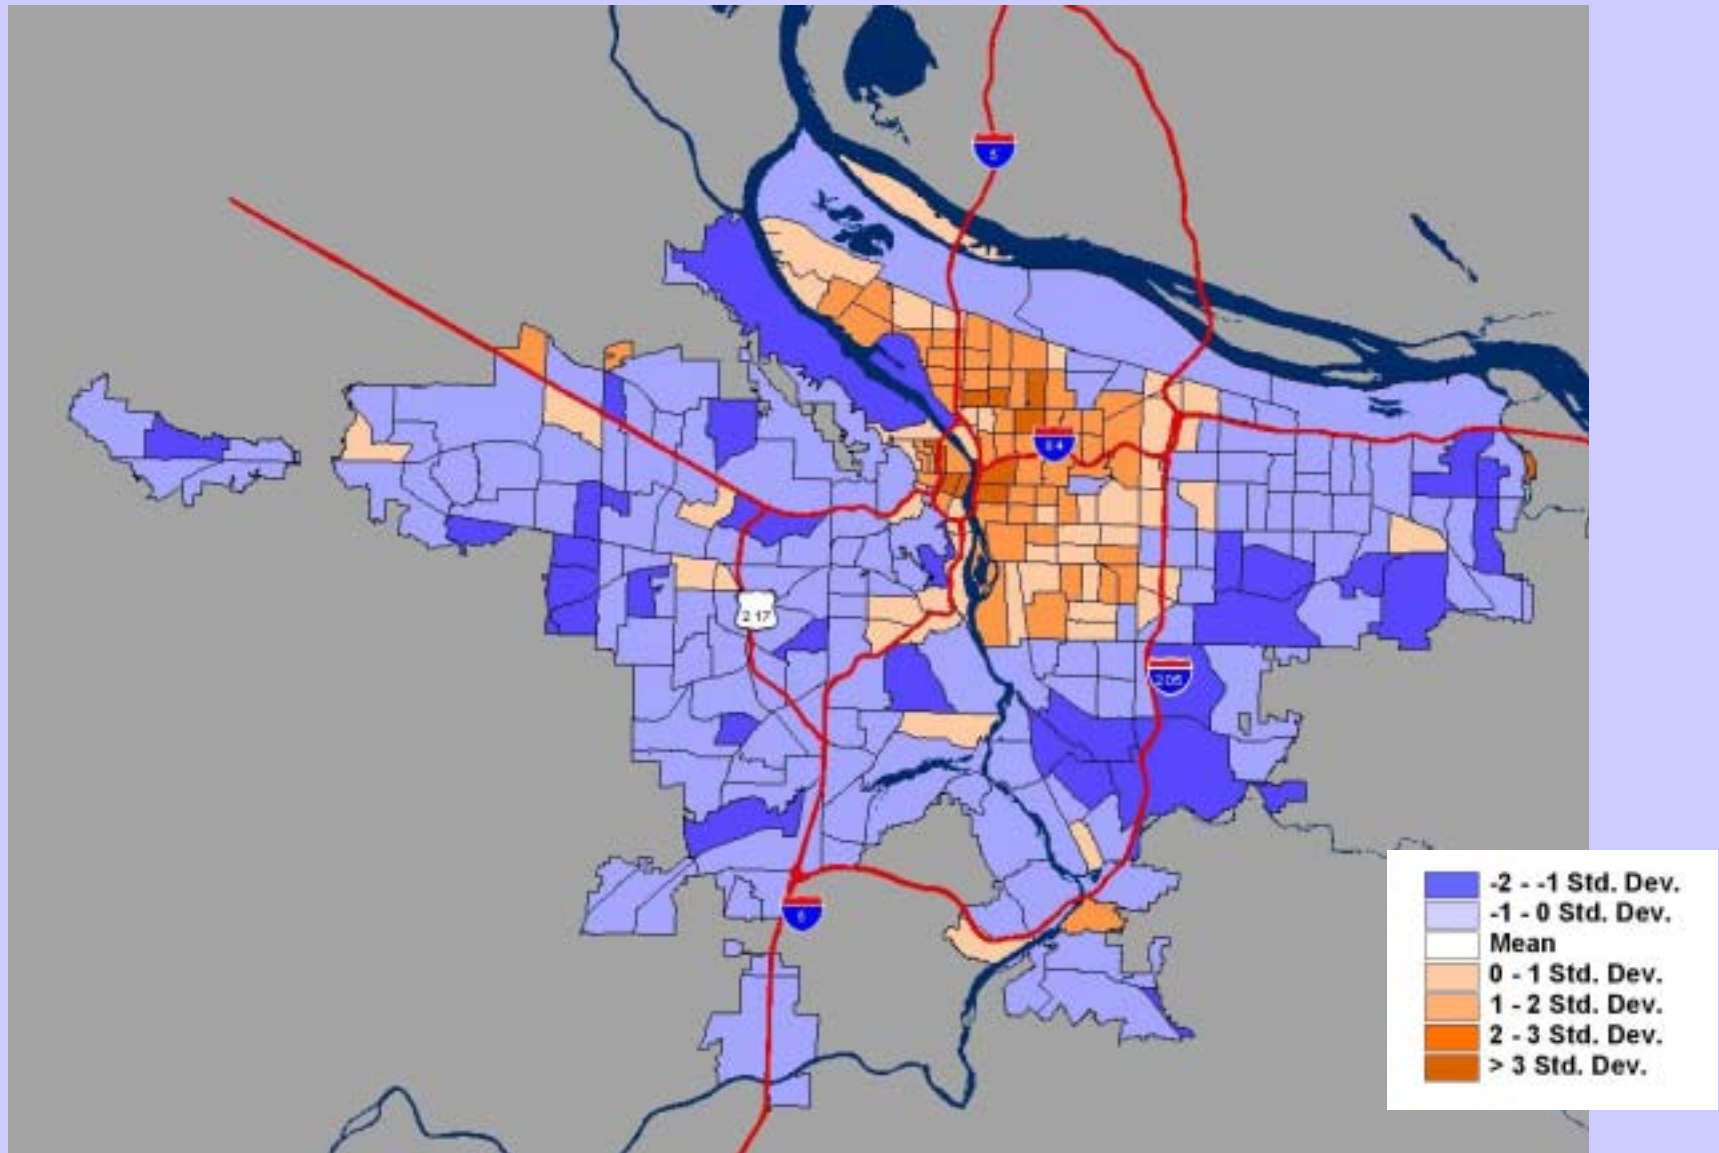 5
84
217
205
5
-2 - -1 Std. Dev.
-1 - 0 Std. Dev.
Mean
0 - 1 Std. Dev.
1 - 2 Std. Dev.
2 - 3 Std. Dev.
> 3 Std. Dev.